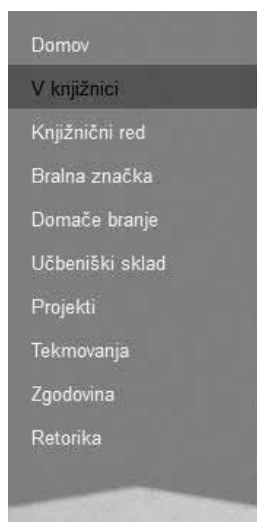 Domov
V knjižnici
Knjižnični red
Bralna značka
Domače branje
Učbeniški sklad
Projekti
Tekmovanja
Zgodovina
Retorika